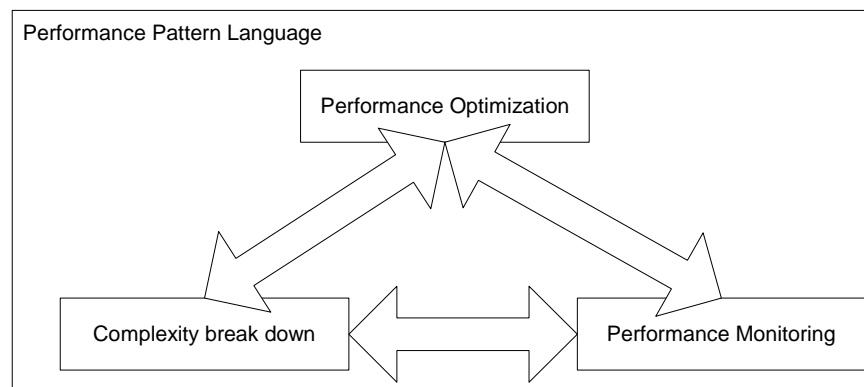 Performance Pattern Language
Performance Optimization
Complexity break down
Performance Monitoring